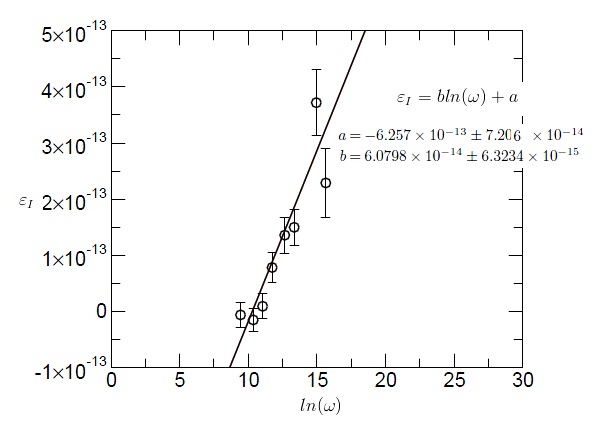 5×10⁻¹³
4×10⁻¹³
3×10⁻¹³
2×10⁻¹³
1×10⁻¹³
0
-1×10⁻¹³
ε_I
ε_I = bln(ω) + a
a = −6.257 × 10⁻¹³ ± 7.206 × 10⁻¹⁴
b = 6.0798 × 10⁻¹⁴ ± 6.3234 × 10⁻¹⁵
0 5 10 15 20 25 30
ln(ω)